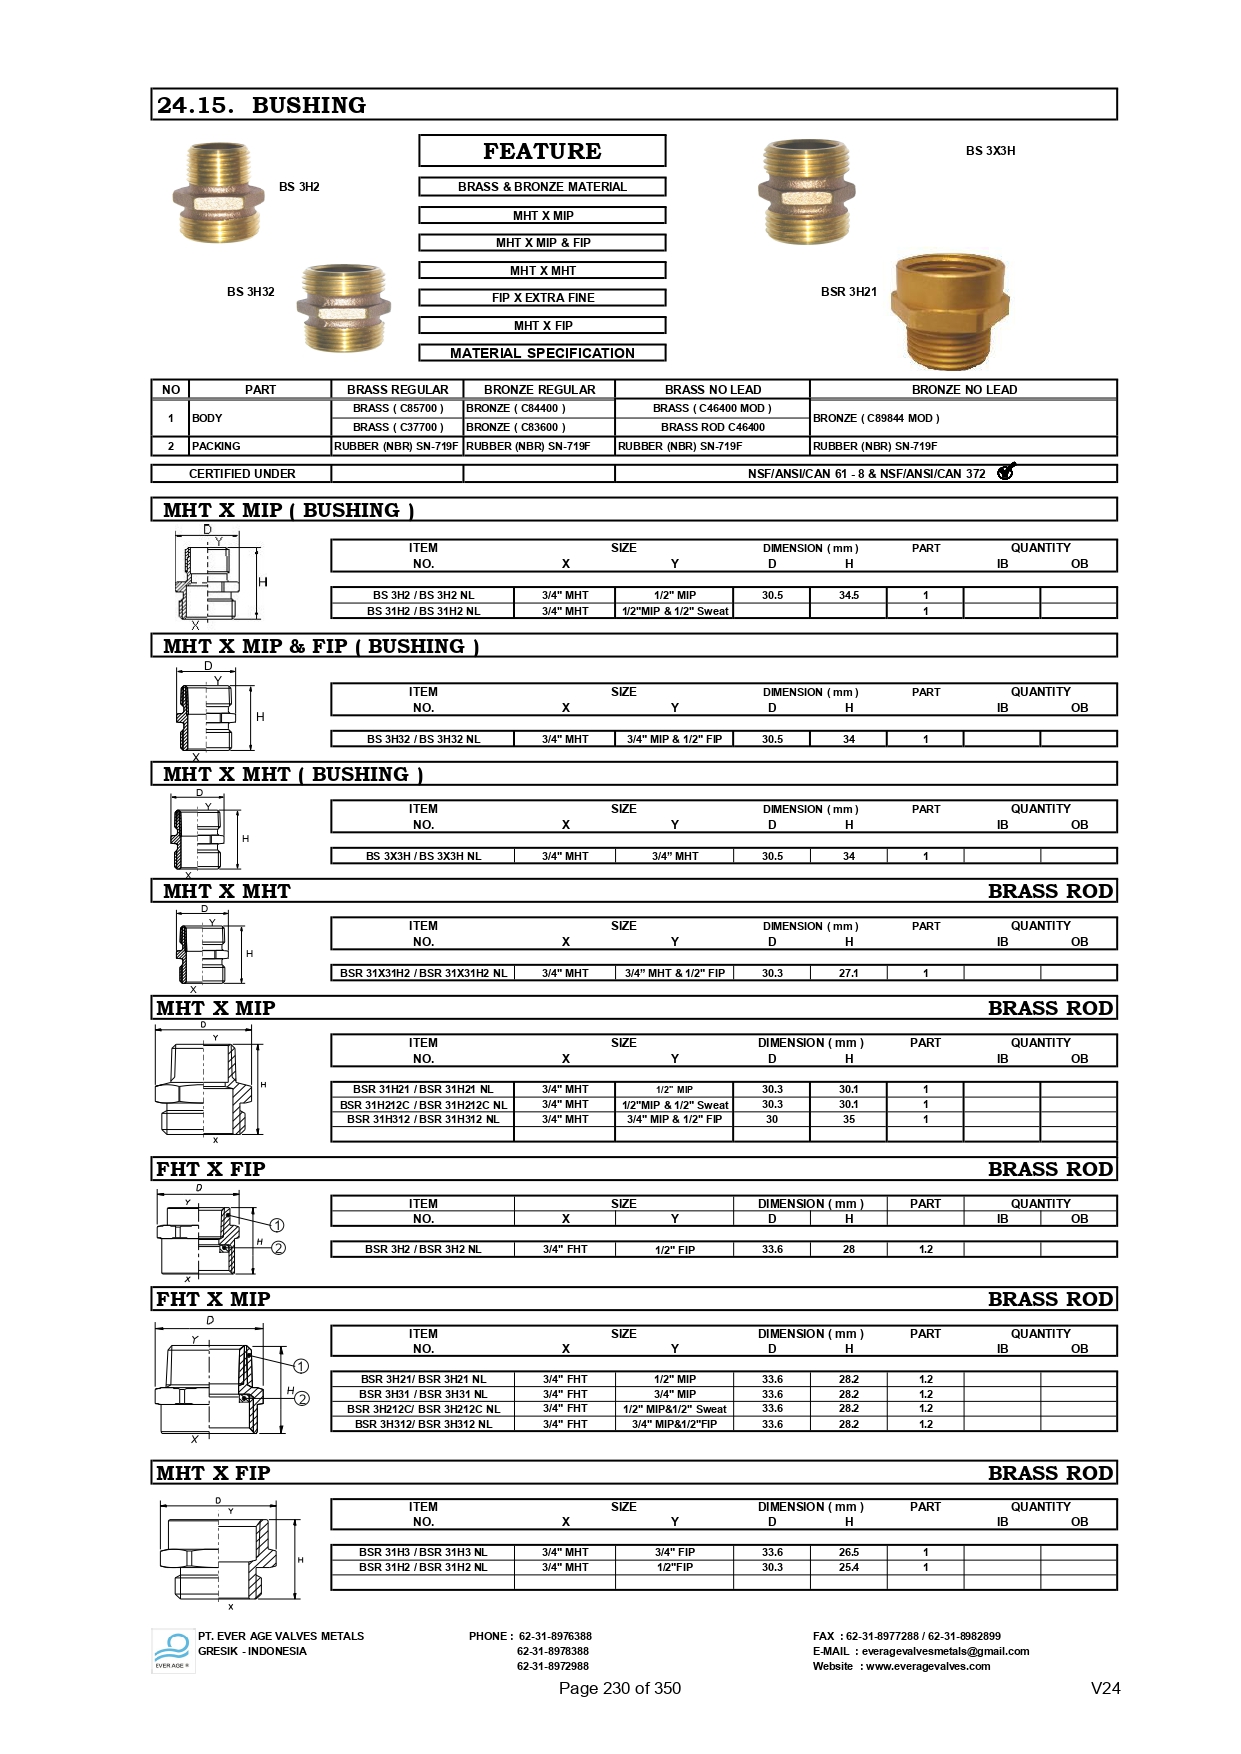 24.15. BUSHING
FEATURE
BS 3X3H
BS 3H2
BRASS & BRONZE MATERIAL
MHT X MIP
MHT X MIP & FIP
MHT X MHT
BS 3H32
FIP X EXTRA FINE
BSR 3H21
MHT X FIP
MATERIAL SPECIFICATION
NO PART BRASS REGULAR BRONZE REGULAR BRASS NO LEAD BRONZE NO LEAD
1 BODY BRASS ( C85700 ) BRONZE ( C84400 ) BRASS ( C46400 MOD ) BRONZE ( C89844 MOD )
BRASS ( C37700 ) BRONZE ( C83600 ) BRASS ROD C46400
2 PACKING RUBBER (NBR) SN-719F RUBBER (NBR) SN-719F RUBBER (NBR) SN-719F RUBBER (NBR) SN-719F
CERTIFIED UNDER NSF/ANSI/CAN 61 - 8 & NSF/ANSI/CAN 372
MHT X MIP ( BUSHING )
D
Y
H
X
ITEM SIZE DIMENSION ( mm ) PART QUANTITY
NO. X Y D H IB OB
BS 3H2 / BS 3H2 NL 3/4" MHT 1/2" MIP 30.5 34.5 1
BS 31H2 / BS 31H2 NL 3/4" MHT 1/2"MIP & 1/2" Sweat 1
MHT X MIP & FIP ( BUSHING )
D
Y
H
X
ITEM SIZE DIMENSION ( mm ) PART QUANTITY
NO. X Y D H IB OB
BS 3H32 / BS 3H32 NL 3/4" MHT 3/4" MIP & 1/2" FIP 30.5 34 1
MHT X MHT ( BUSHING )
D
Y
H
X
ITEM SIZE DIMENSION ( mm ) PART QUANTITY
NO. X Y D H IB OB
BS 3X3H / BS 3X3H NL 3/4" MHT 3/4” MHT 30.5 34 1
MHT X MHT BRASS ROD
D
Y
H
X
ITEM SIZE DIMENSION ( mm ) PART QUANTITY
NO. X Y D H IB OB
BSR 31X31H2 / BSR 31X31H2 NL 3/4" MHT 3/4” MHT & 1/2" FIP 30.3 27.1 1
MHT X MIP BRASS ROD
D
Y
H
X
ITEM SIZE DIMENSION ( mm ) PART QUANTITY
NO. X Y D H IB OB
BSR 31H21 / BSR 31H21 NL 3/4" MHT 1/2" MIP 30.3 30.1 1
BSR 31H212C / BSR 31H212C NL 3/4" MHT 1/2"MIP & 1/2" Sweat 30.3 30.1 1
BSR 31H312 / BSR 31H312 NL 3/4" MHT 3/4" MIP & 1/2" FIP 30 35 1
FHT X FIP BRASS ROD
D
Y
1
H
2
X
ITEM SIZE DIMENSION ( mm ) PART QUANTITY
NO. X Y D H IB OB
BSR 3H2 / BSR 3H2 NL 3/4" FHT 1/2" FIP 33.6 28 1.2
FHT X MIP BRASS ROD
D
Y
1
H
2
X
ITEM SIZE DIMENSION ( mm ) PART QUANTITY
NO. X Y D H IB OB
BSR 3H21/ BSR 3H21 NL 3/4" FHT 1/2" MIP 33.6 28.2 1.2
BSR 3H31 / BSR 3H31 NL 3/4" FHT 3/4" MIP 33.6 28.2 1.2
BSR 3H212C/ BSR 3H212C NL 3/4" FHT 1/2" MIP&1/2" Sweat 33.6 28.2 1.2
BSR 3H312/ BSR 3H312 NL 3/4" FHT 3/4" MIP&1/2"FIP 33.6 28.2 1.2
MHT X FIP BRASS ROD
D
Y
H
X
ITEM SIZE DIMENSION ( mm ) PART QUANTITY
NO. X Y D H IB OB
BSR 31H3 / BSR 31H3 NL 3/4" MHT 3/4" FIP 33.6 26.5 1
BSR 31H2 / BSR 31H2 NL 3/4" MHT 1/2"FIP 30.3 25.4 1
EVER AGE ®
PT. EVER AGE VALVES METALS PHONE : 62-31-8976388 FAX : 62-31-8977288 / 62-31-8982899
GRESIK - INDONESIA 62-31-8978388 E-MAIL : everagevalvesmetals@gmail.com
62-31-8972988 Website : www.everagevalves.com
Page 230 of 350 V24